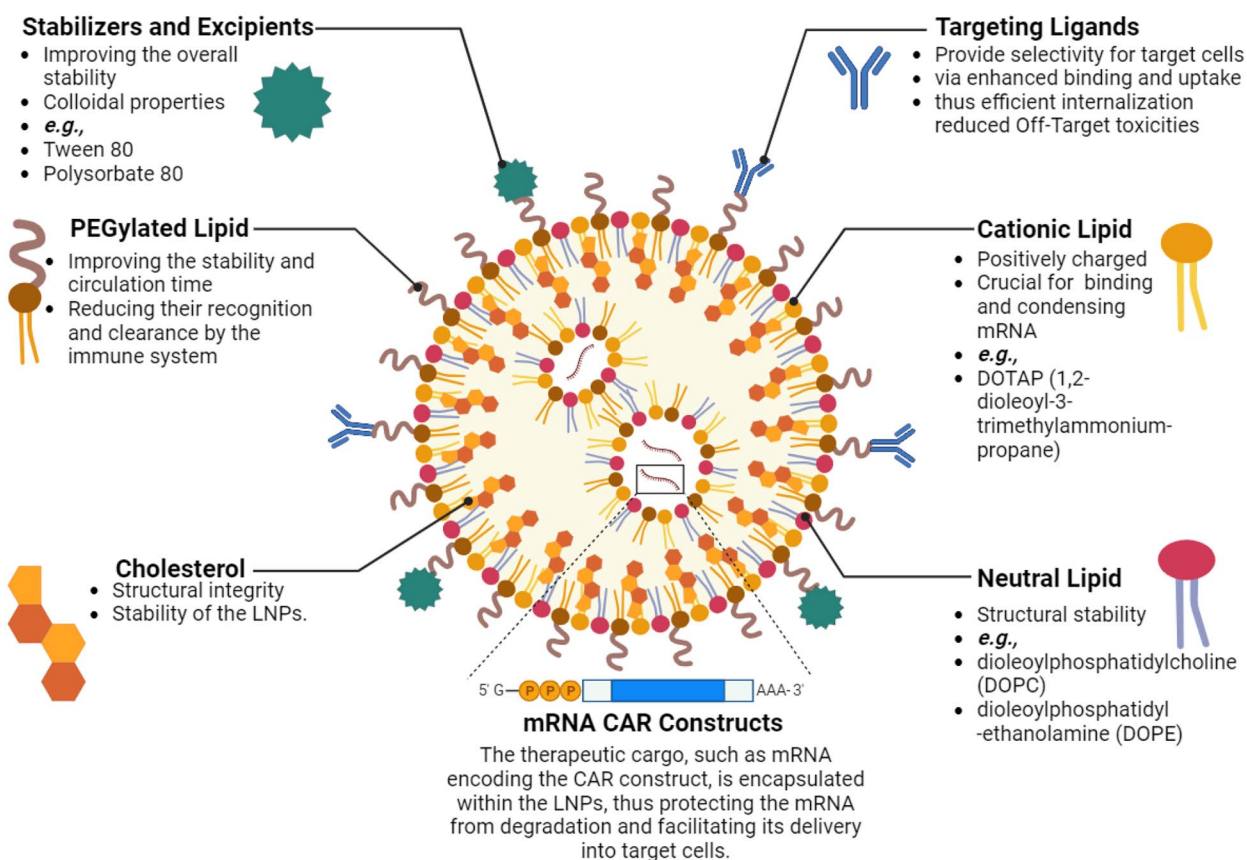 Stabilizers and Excipients
• Improving the overall
stability
• Colloidal properties
• e.g.,
• Tween 80
• Polysorbate 80
Targeting Ligands
• Provide selectivity for target cells
• via enhanced binding and uptake
• thus efficient internalization
reduced Off-Target toxicities
PEGylated Lipid
• Improving the stability and
circulation time
• Reducing their recognition
and clearance by the
immune system
Cationic Lipid
• Positively charged
• Crucial for binding
and condensing
mRNA
• e.g.,
• DOTAP (1,2-
dioleoyl-3-
trimethylammonium-
propane)
Cholesterol
• Structural integrity
• Stability of the LNPs.
Neutral Lipid
• Structural stability
• e.g.,
• dioleoylphosphatidylcholine
(DOPC)
• dioleoylphosphatidyl
-ethanolamine (DOPE)
5' G P P P AAA- 3'
mRNA CAR Constructs
The therapeutic cargo, such as mRNA
encoding the CAR construct, is encapsulated
within the LNPs, thus protecting the mRNA
from degradation and facilitating its delivery
into target cells.